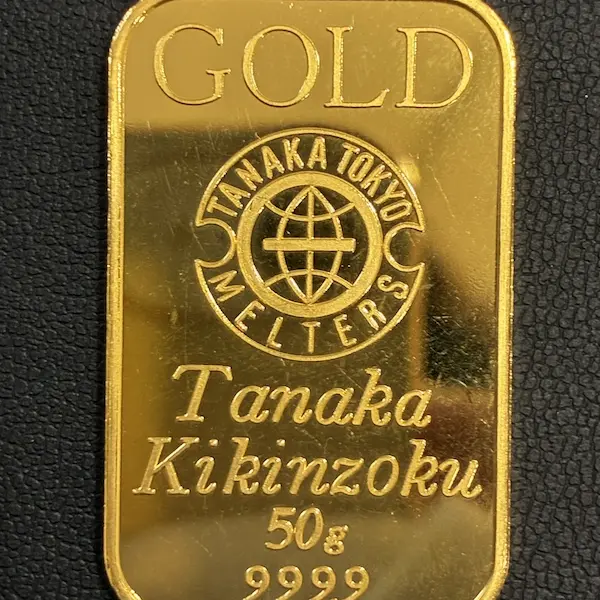 GOLD
TANAKA TOKYO
MELTERS
Tanaka
Kikinzoku
50g
9999